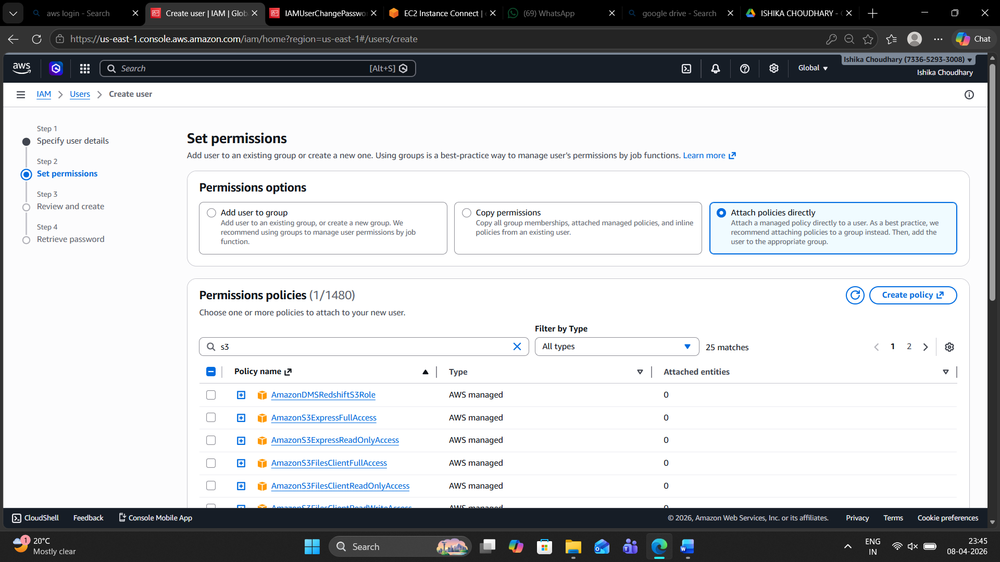 aws login - Search
Create user | IAM | Glob
IAMUserChangePasswo
EC2 Instance Connect |
(69) WhatsApp
google drive - Search
ISHIKA CHOUDHARY -
https://us-east-1.console.aws.amazon.com/iam/home?region=us-east-1#/users/create
Chat
aws
Search
[Alt+S]
Global
Ishika Choudhary (7336-5293-3008)
Ishika Choudhary
IAM
Users
Create user
Step 1
Specify user details
Step 2
Set permissions
Step 3
Review and create
Step 4
Retrieve password
Set permissions
Add user to an existing group or create a new one. Using groups is a best-practice way to manage user's permissions by job functions. Learn more
Permissions options
Add user to group
Add user to an existing group, or create a new group. We
recommend using groups to manage user permissions by job
function.
Copy permissions
Copy all group memberships, attached managed policies, and inline
policies from an existing user.
Attach policies directly
Attach a managed policy directly to a user. As a best practice, we
recommend attaching policies to a group instead. Then, add the
user to the appropriate group.
Permissions policies (1/1480)
Create policy
Choose one or more policies to attach to your new user.
Filter by Type
s3
All types
25 matches
1
2
Policy name
Type
Attached entities
AmazonDMSRedshiftS3Role AWS managed 0
AmazonS3ExpressFullAccess AWS managed 0
AmazonS3ExpressReadOnlyAccess AWS managed 0
AmazonS3FilesClientFullAccess AWS managed 0
AmazonS3FilesClientReadOnlyAccess AWS managed 0
AmazonS3FilesClientReadWriteAccess AWS managed 0
CloudShell
Feedback
Console Mobile App
© 2026, Amazon Web Services, Inc. or its affiliates.
Privacy
Terms
Cookie preferences
1
20°C
Mostly clear
Search
ENG
IN
23:45
08-04-2026